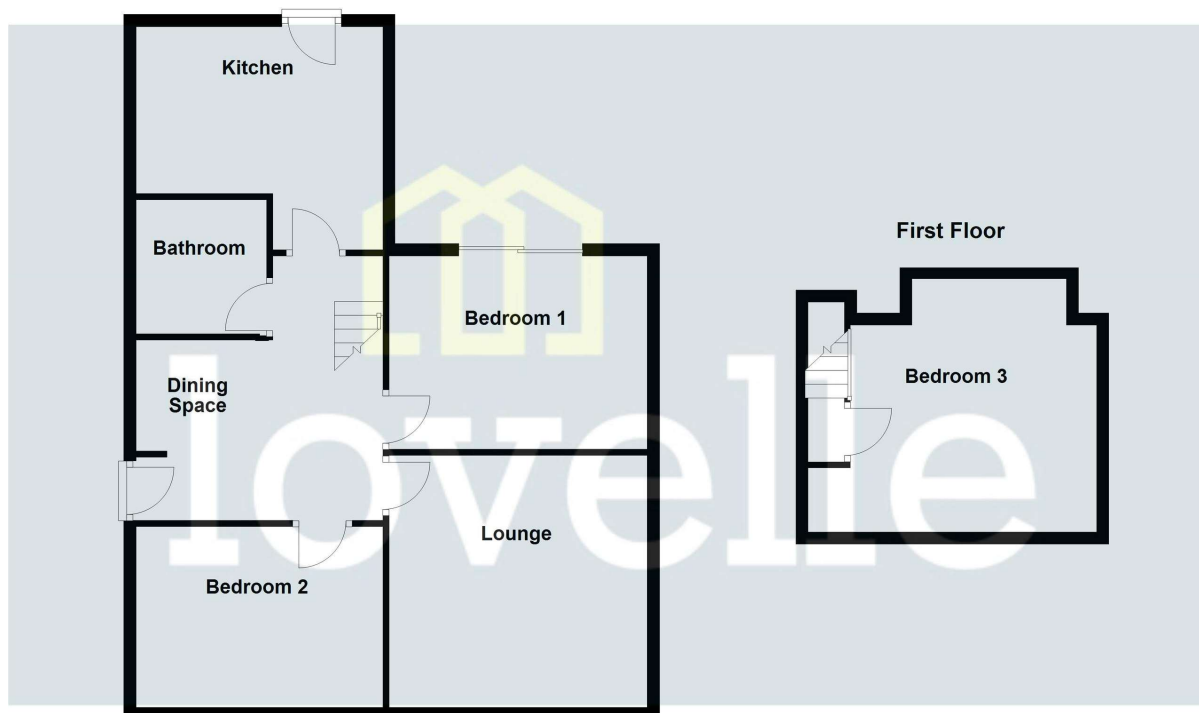 Kitchen
Bathroom
Bedroom 1
Dining
Space
Lounge
Bedroom 2
First Floor
Bedroom 3
lovelle